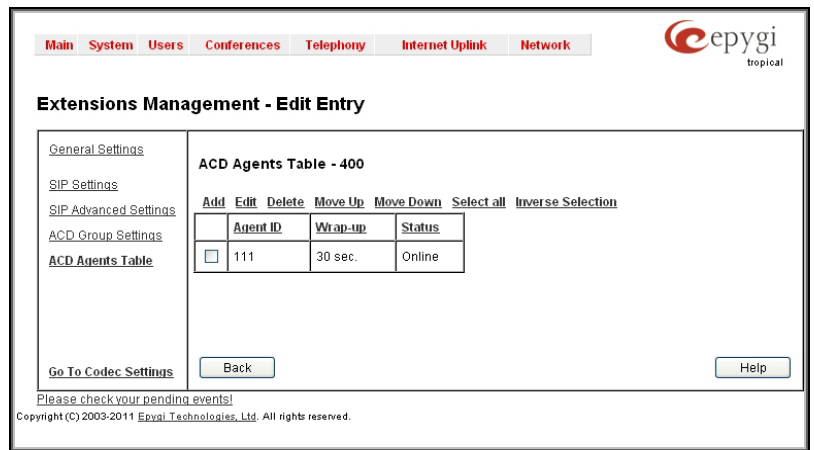 Main System Users Conferences Telephony Internet Uplink Network
epygi
tropical
Extensions Management - Edit Entry
General Settings
SIP Settings
SIP Advanced Settings
ACD Group Settings
ACD Agents Table
Go To Codec Settings
ACD Agents Table - 400
Add Edit Delete Move Up Move Down Select all Inverse Selection
Agent ID Wrap-up Status
111 30 sec. Online
Back
Help
Please check your pending events!
Copyright (C) 2003-2011 Epygi Technologies, Ltd. All rights reserved.